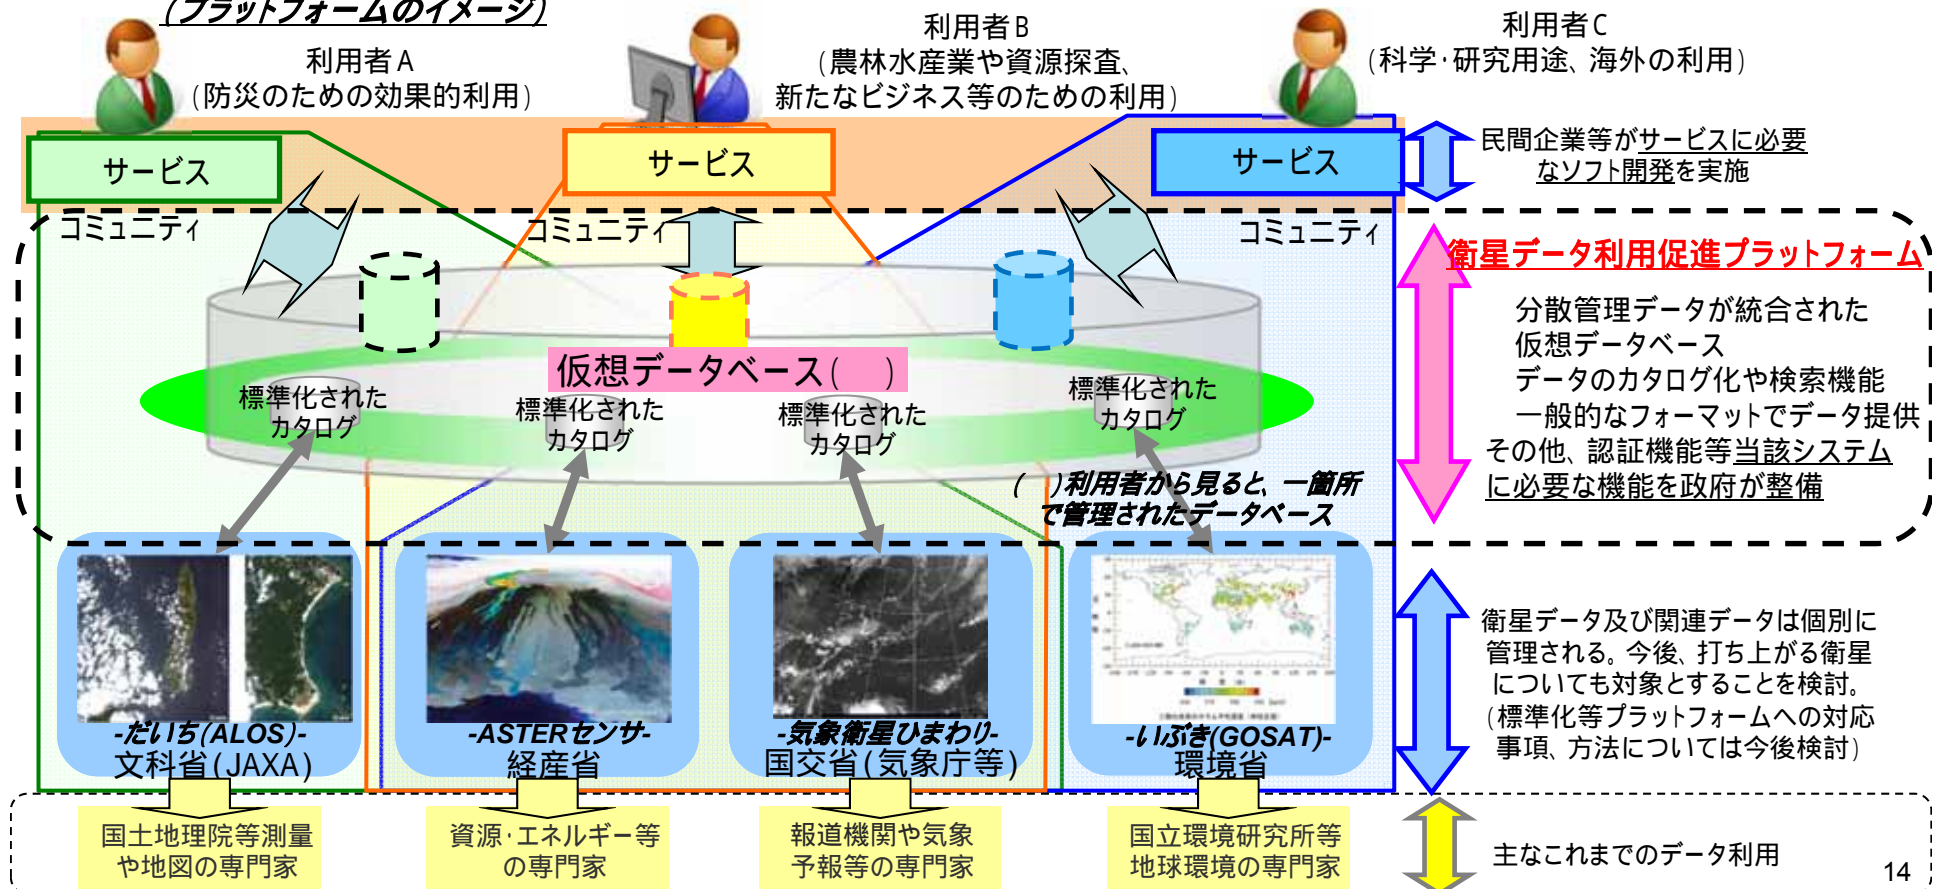 (プラットフォームのイメージ)
利用者A
(防災のための効果的利用)
利用者B
(農林水産業や資源探査、
新たなビジネス等のための利用)
利用者C
(科学・研究用途、海外の利用)
サービス
サービス
サービス
民間企業等がサービスに必要
なソフト開発を実施
コミュニティ
コミュニティ
コミュニティ
衛星データ利用促進プラットフォーム
分散管理データが統合された
仮想データベース
データのカタログ化や検索機能
一般的なフォーマットでデータ提供
その他、認証機能等当該システム
に必要な機能を政府が整備
仮想データベース( )
標準化された
カタログ
標準化された
カタログ
標準化された
カタログ
標準化された
カタログ
( )利用者から見ると、一箇所
で管理されたデータベース
-だいち(ALOS)-
文科省(JAXA)
-ASTERセンサ-
経産省
-気象衛星ひまわり-
国交省(気象庁等)
-いぶき(GOSAT)-
環境省
衛星データ及び関連データは個別に
管理される。今後、打ち上がる衛星
についても対象とすることを検討。
(標準化等プラットフォームへの対応
事項、方法については今後検討)
国土地理院等測量
や地図の専門家
資源・エネルギー等
の専門家
報道機関や気象
予報等の専門家
国立環境研究所等
地球環境の専門家
主なこれまでのデータ利用
14